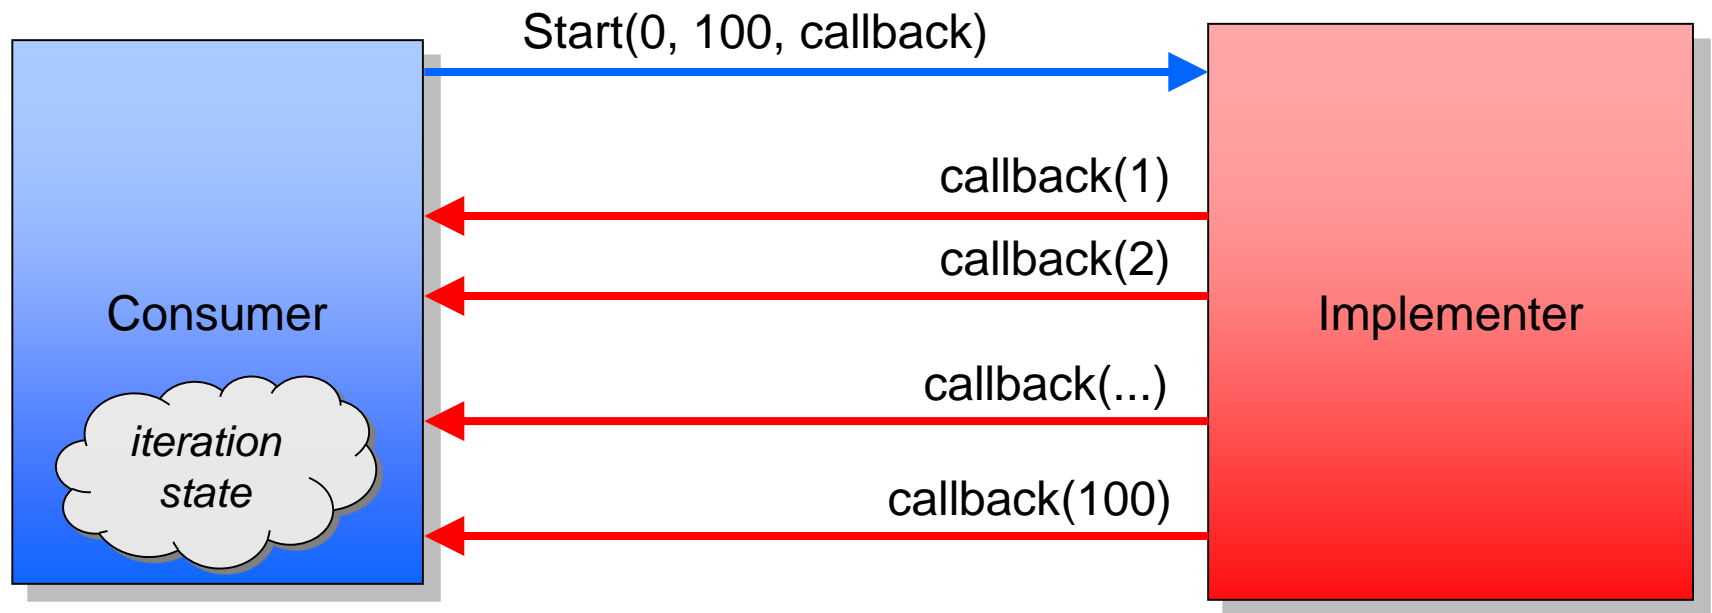 Start(0, 100, callback)
callback(1)
callback(2)
Consumer
Implementer
callback(...)
iteration
state
callback(100)